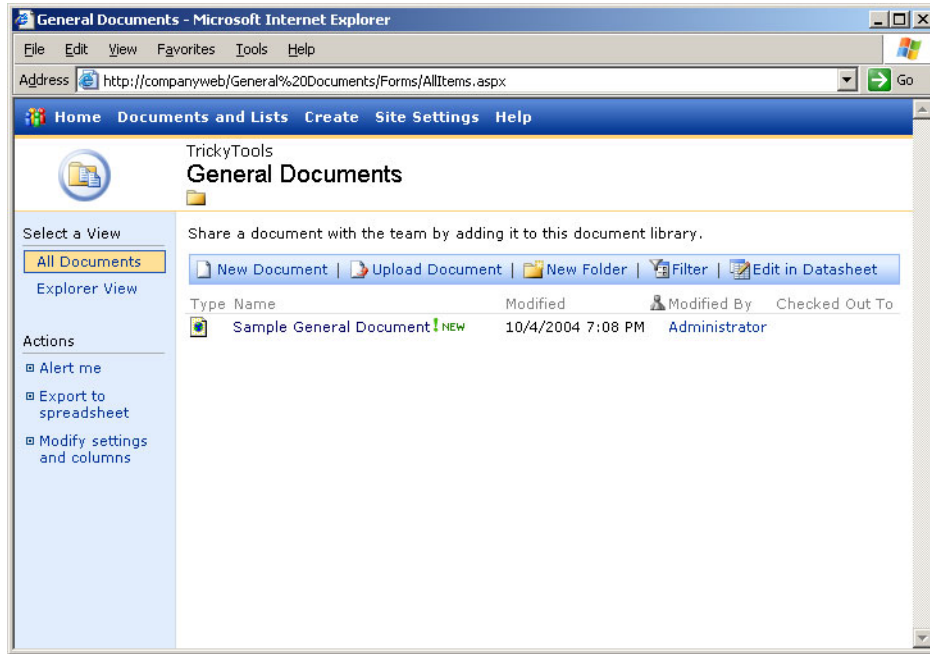 General Documents - Microsoft Internet Explorer
File Edit View Favorites Tools Help
Address http://companyweb/General%20Documents/Forms/AllItems.aspx Go
Home Documents and Lists Create Site Settings Help
TrickyTools
General Documents
Select a View
All Documents
Explorer View
Actions
Alert me
Export to
spreadsheet
Modify settings
and columns
Share a document with the team by adding it to this document library.
New Document | Upload Document | New Folder | Filter | Edit in Datasheet
Type Name Modified Modified By Checked Out To
Sample General Document ! NEW 10/4/2004 7:08 PM Administrator